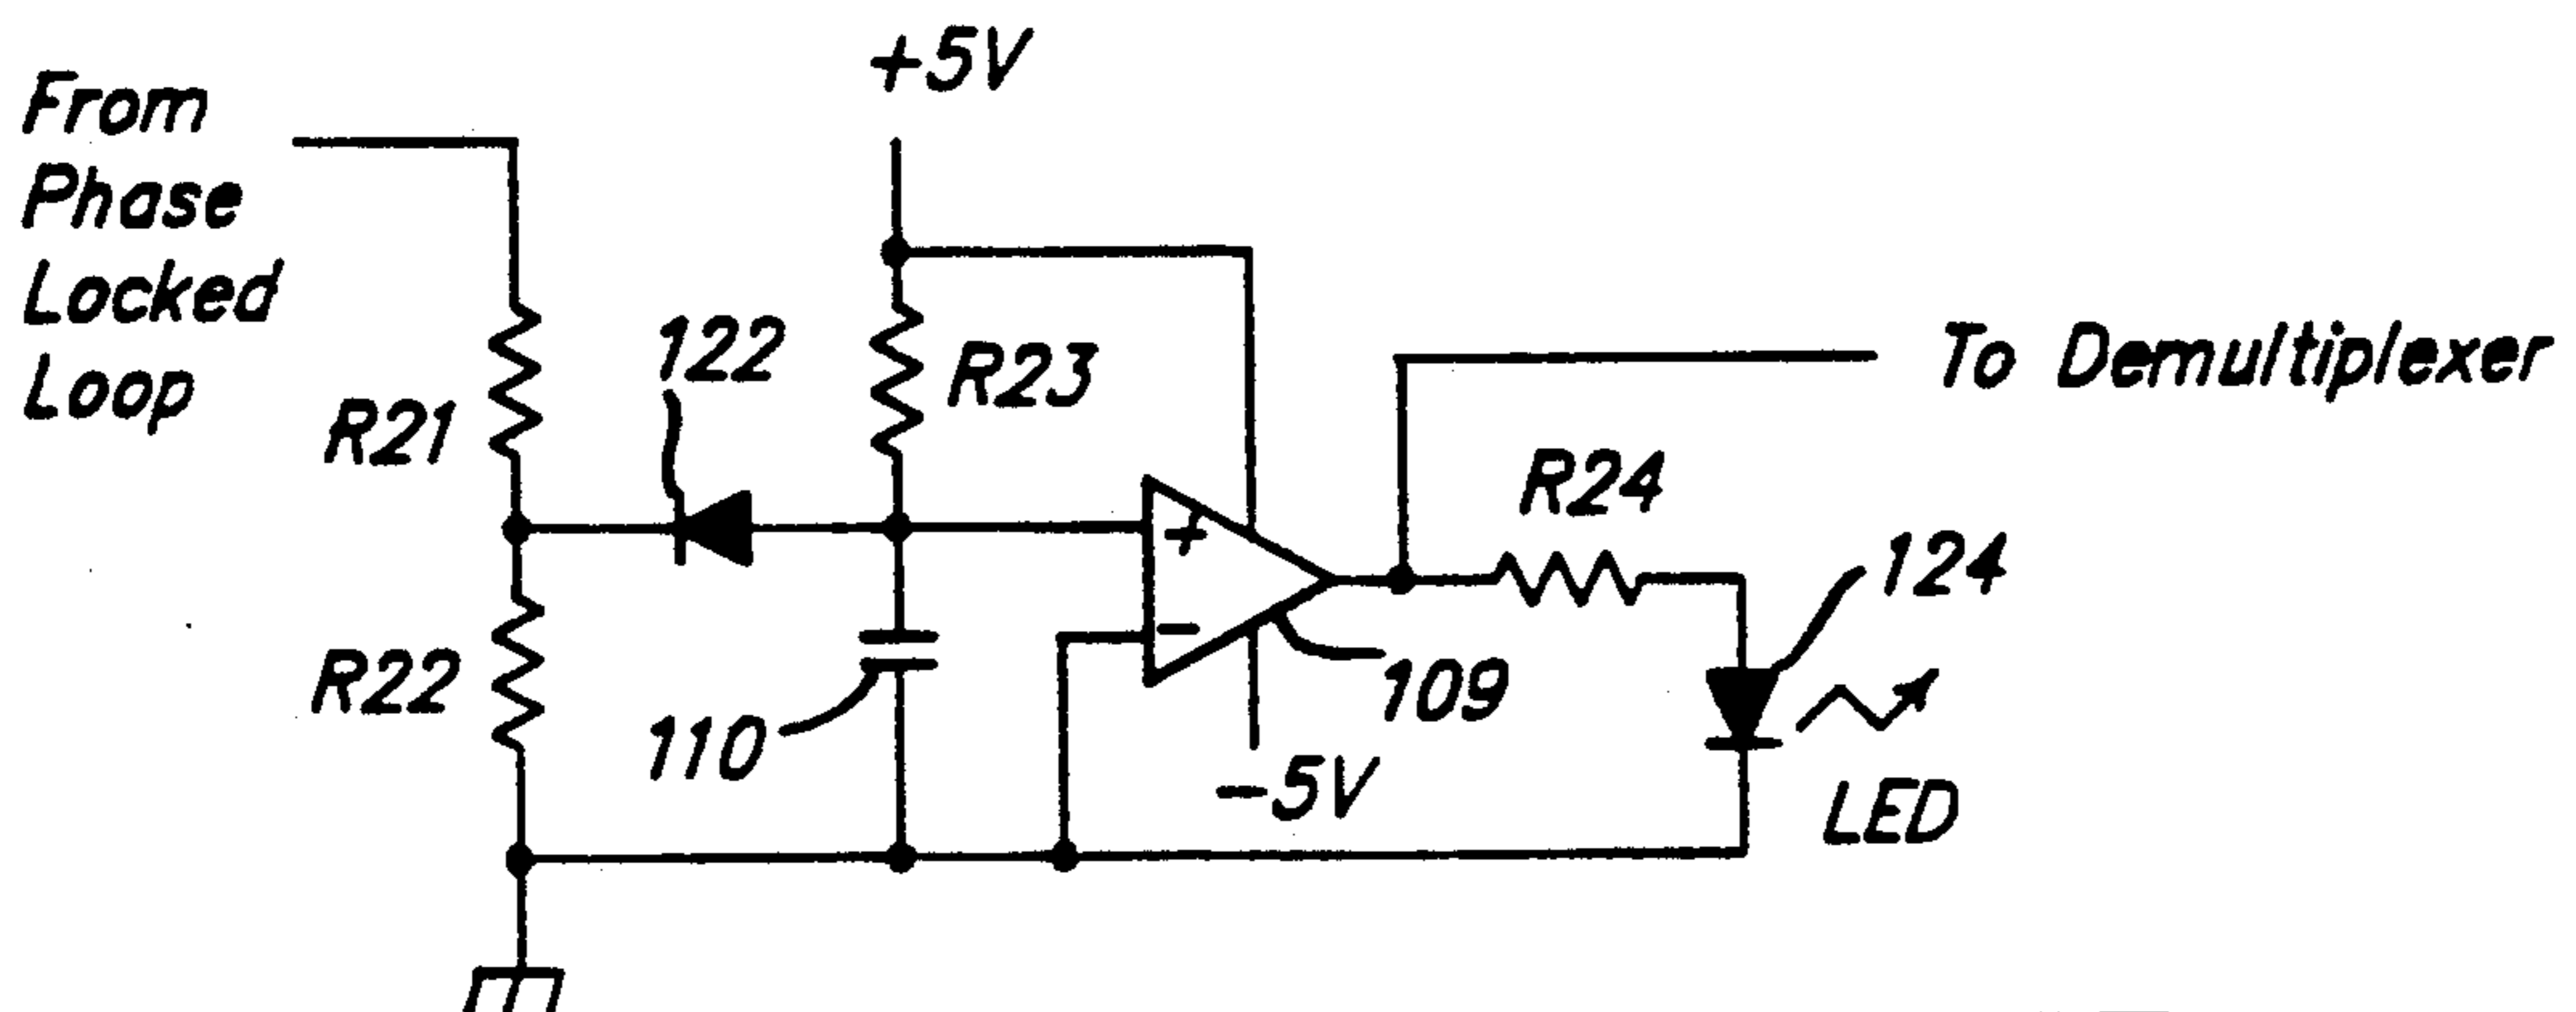 +5V
From
Phase
Locked
Loop
122
R23
To Demultiplexer
R21
R24
124
R22
110
109
-5V
LED